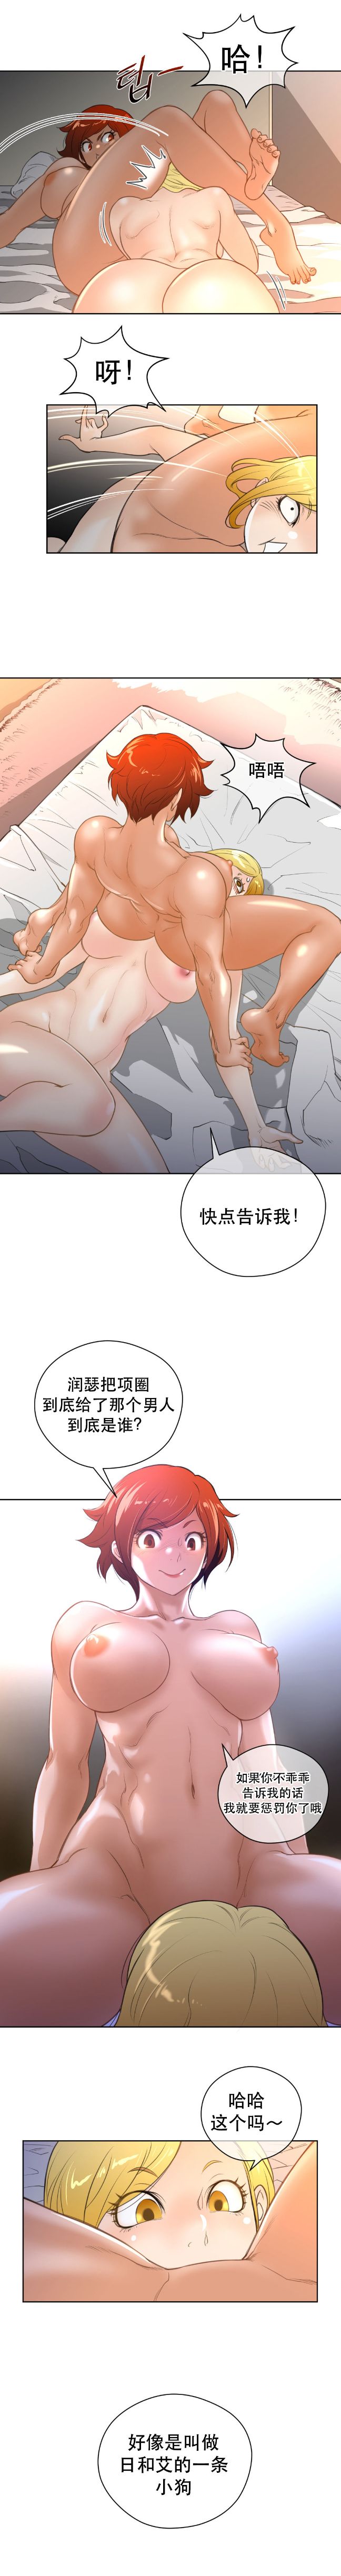 哈!
텁
呀!
唔唔
快点告诉我!
润瑟把项圈
到底给了那个男人
到底是谁?
如果你不乖乖
告诉我的话
我就要惩罚你了哦
哈哈
这个吗~
好像是叫做
日和艾的一条
小狗